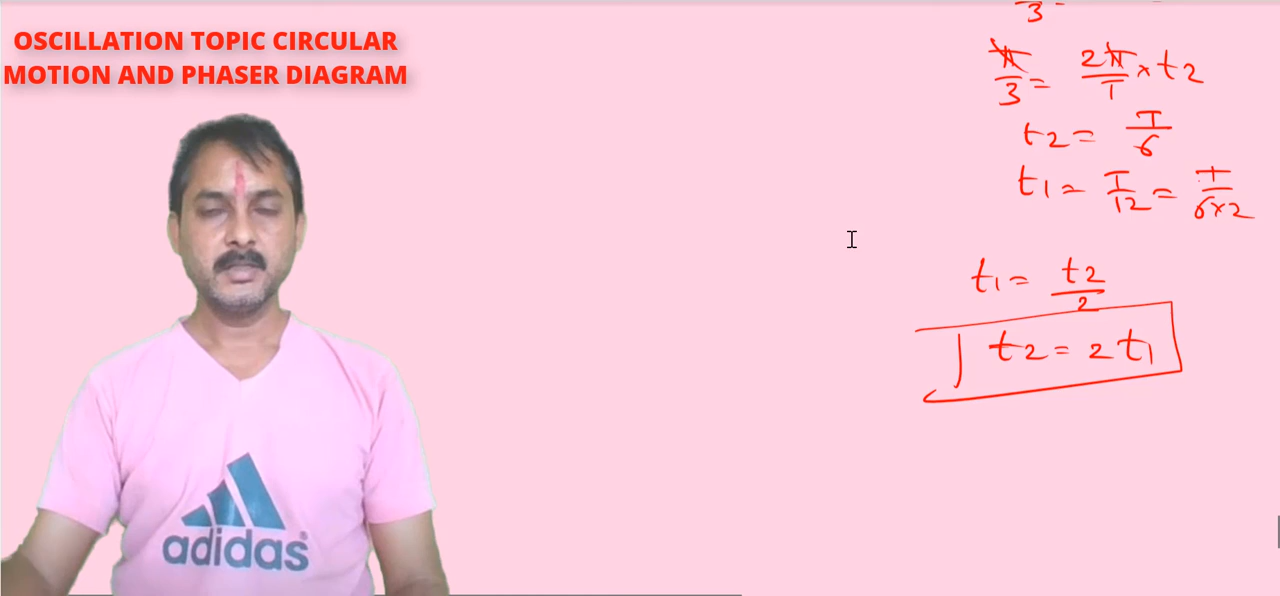 OSCILLATION TOPIC CIRCULAR
MOTION AND PHASER DIAGRAM
adidas
3 =
π/3 = 2π/T × t2
t2 = T/6
t1 = T/12 = T/6×2
t1 = t2/2
t2 = 2t1